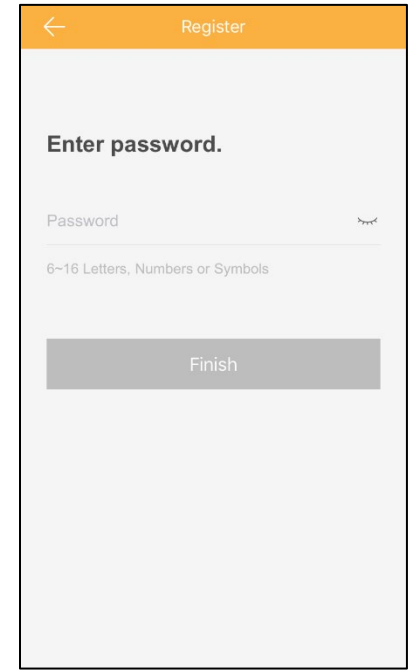 Register
Enter password.
Password
6~16 Letters, Numbers or Symbols
Finish